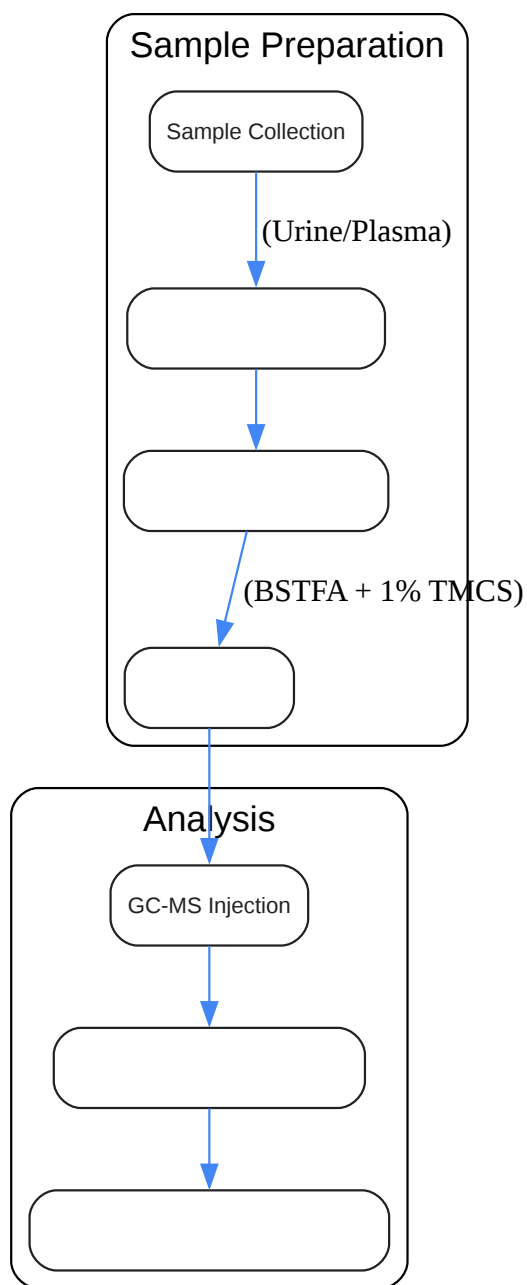 Sample Preparation
Sample Collection
(Urine/Plasma)
(BSTFA + 1% TMCS)
Analysis
GC-MS Injection